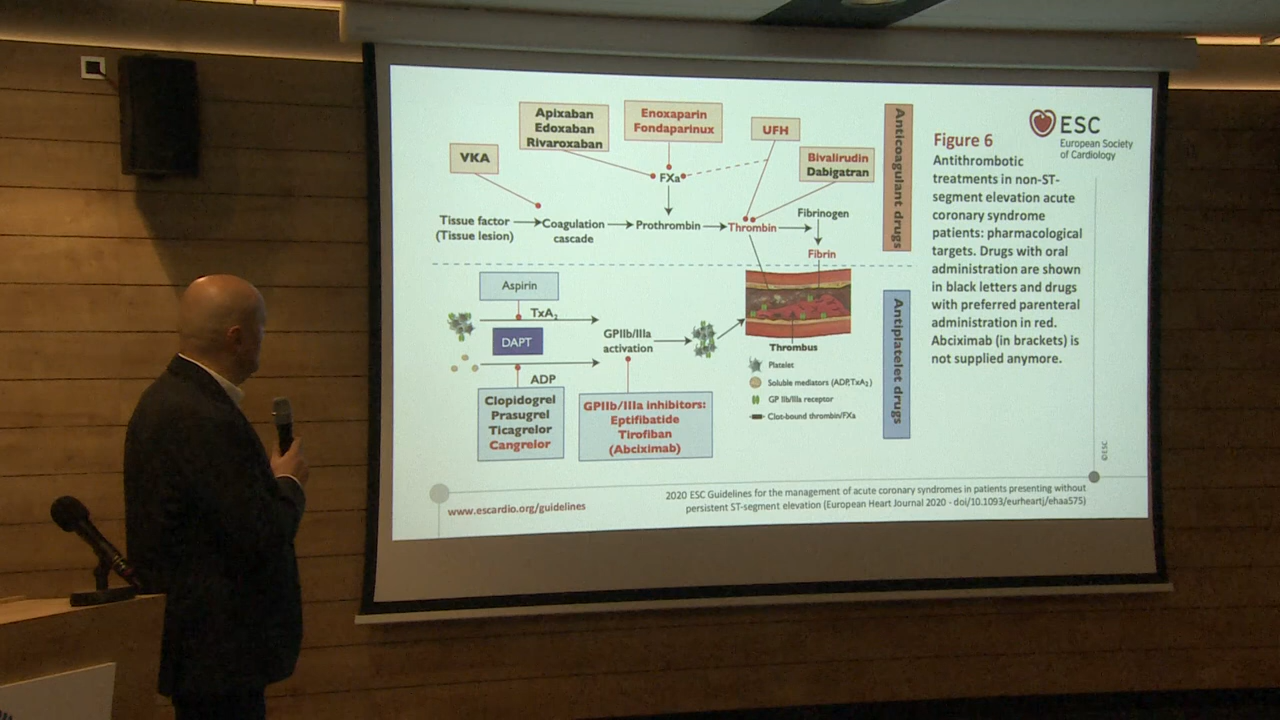 Apixaban
Edoxaban
Rivaroxaban
Enoxaparin
Fondaparinux
UFH
VKA
Bivalirudin
Dabigatran
FXa
Tissue factor
(Tissue lesion)
Coagulation
cascade
Prothrombin
Thrombin
Fibrinogen
Fibrin
Anticoagulant drugs
Aspirin
TxA2
DAPT
ADP
GPIIb/IIIa
activation
Clopidogrel
Prasugrel
Ticagrelor
Cangrelor
GPIIb/IIIa inhibitors:
Eptifibatide
Tirofiban
(Abciximab)
Thrombus
Platelet
Soluble mediators (ADP,TxA2)
GP IIb/IIIa receptor
Clot-bound thrombin/FXa
Antiplatelet drugs
ESC
European Society
of Cardiology
Figure 6
Antithrombotic
treatments in non-ST-
segment elevation acute
coronary syndrome
patients: pharmacological
targets. Drugs with oral
administration are shown
in black letters and drugs
with preferred parenteral
administration in red.
Abciximab (in brackets) is
not supplied anymore.
©ESC
www.escardio.org/guidelines
2020 ESC Guidelines for the management of acute coronary syndromes in patients presenting without
persistent ST-segment elevation (European Heart Journal 2020 - doi/10.1093/eurheartj/ehaa575)